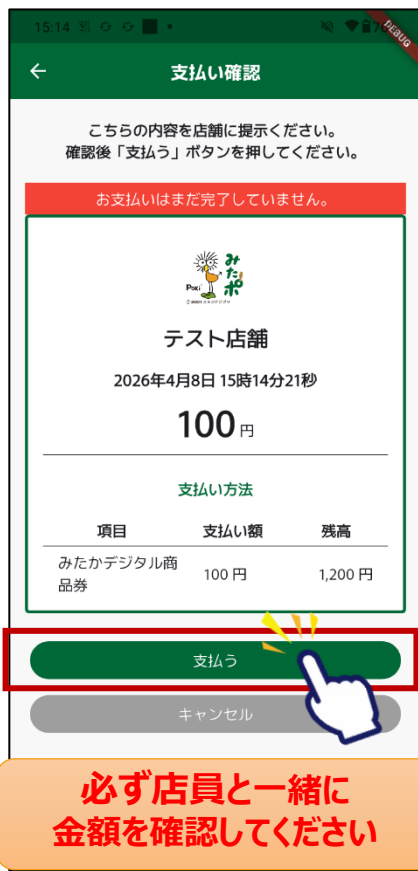 15:14
DEBUG
支払い確認
こちらの内容を店舗に提示ください。
確認後「支払う」ボタンを押してください。
お支払いはまだ完了していません。
みたポ
Poki
テスト店舗
2026年4月8日 15時14分21秒
100 円
支払い方法
項目 支払い額 残高
みたかデジタル商
品券
100 円 1,200 円
支払う
キャンセル
必ず店員と一緒に
金額を確認してください